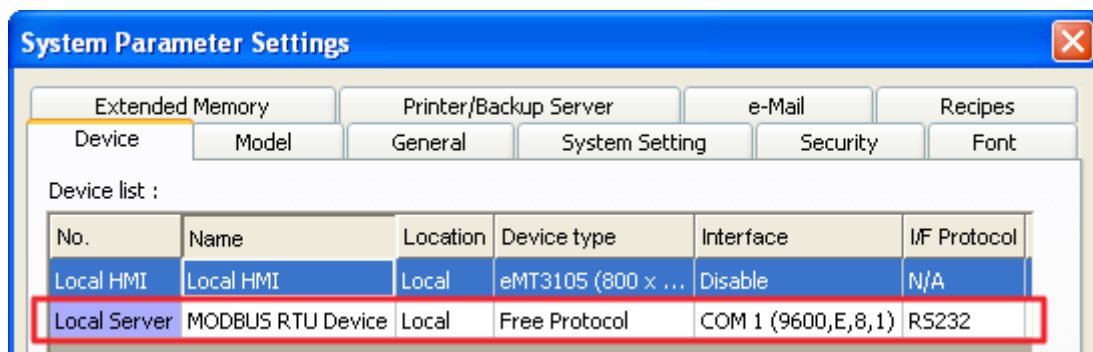 System Parameter Settings
Extended Memory Printer/Backup Server e-Mail Recipes
Device Model General System Setting Security Font
Device list :
No. Name Location Device type Interface I/F Protocol
Local HMI Local HMI Local eMT3105 (800 x ... Disable N/A
Local Server MODBUS RTU Device Local Free Protocol COM 1 (9600,E,8,1) RS232